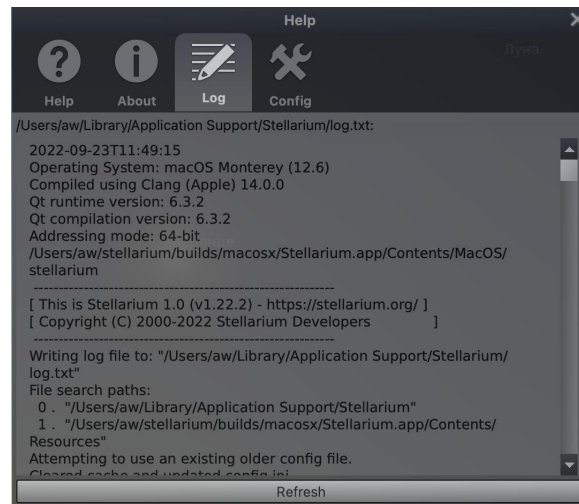 Help
Луна
Help About Log Config
/Users/aw/Library/Application Support/Stellarium/log.txt:
2022-09-23T11:49:15
Operating System: macOS Monterey (12.6)
Compiled using Clang (Apple) 14.0.0
Qt runtime version: 6.3.2
Qt compilation version: 6.3.2
Addressing mode: 64-bit
/Users/aw/stellarium/builds/macosx/Stellarium.app/Contents/MacOS/
stellarium
------------------------------------------------------------
[ This is Stellarium 1.0 (v1.22.2) - https://stellarium.org/ ]
[ Copyright (C) 2000-2022 Stellarium Developers ]
------------------------------------------------------------
Writing log file to: "/Users/aw/Library/Application Support/Stellarium/
log.txt"
File search paths:
0 . "/Users/aw/Library/Application Support/Stellarium"
1 . "/Users/aw/stellarium/builds/macosx/Stellarium.app/Contents/
Resources"
Attempting to use an existing older config file.
Cleared cache and updated config.ini
Refresh